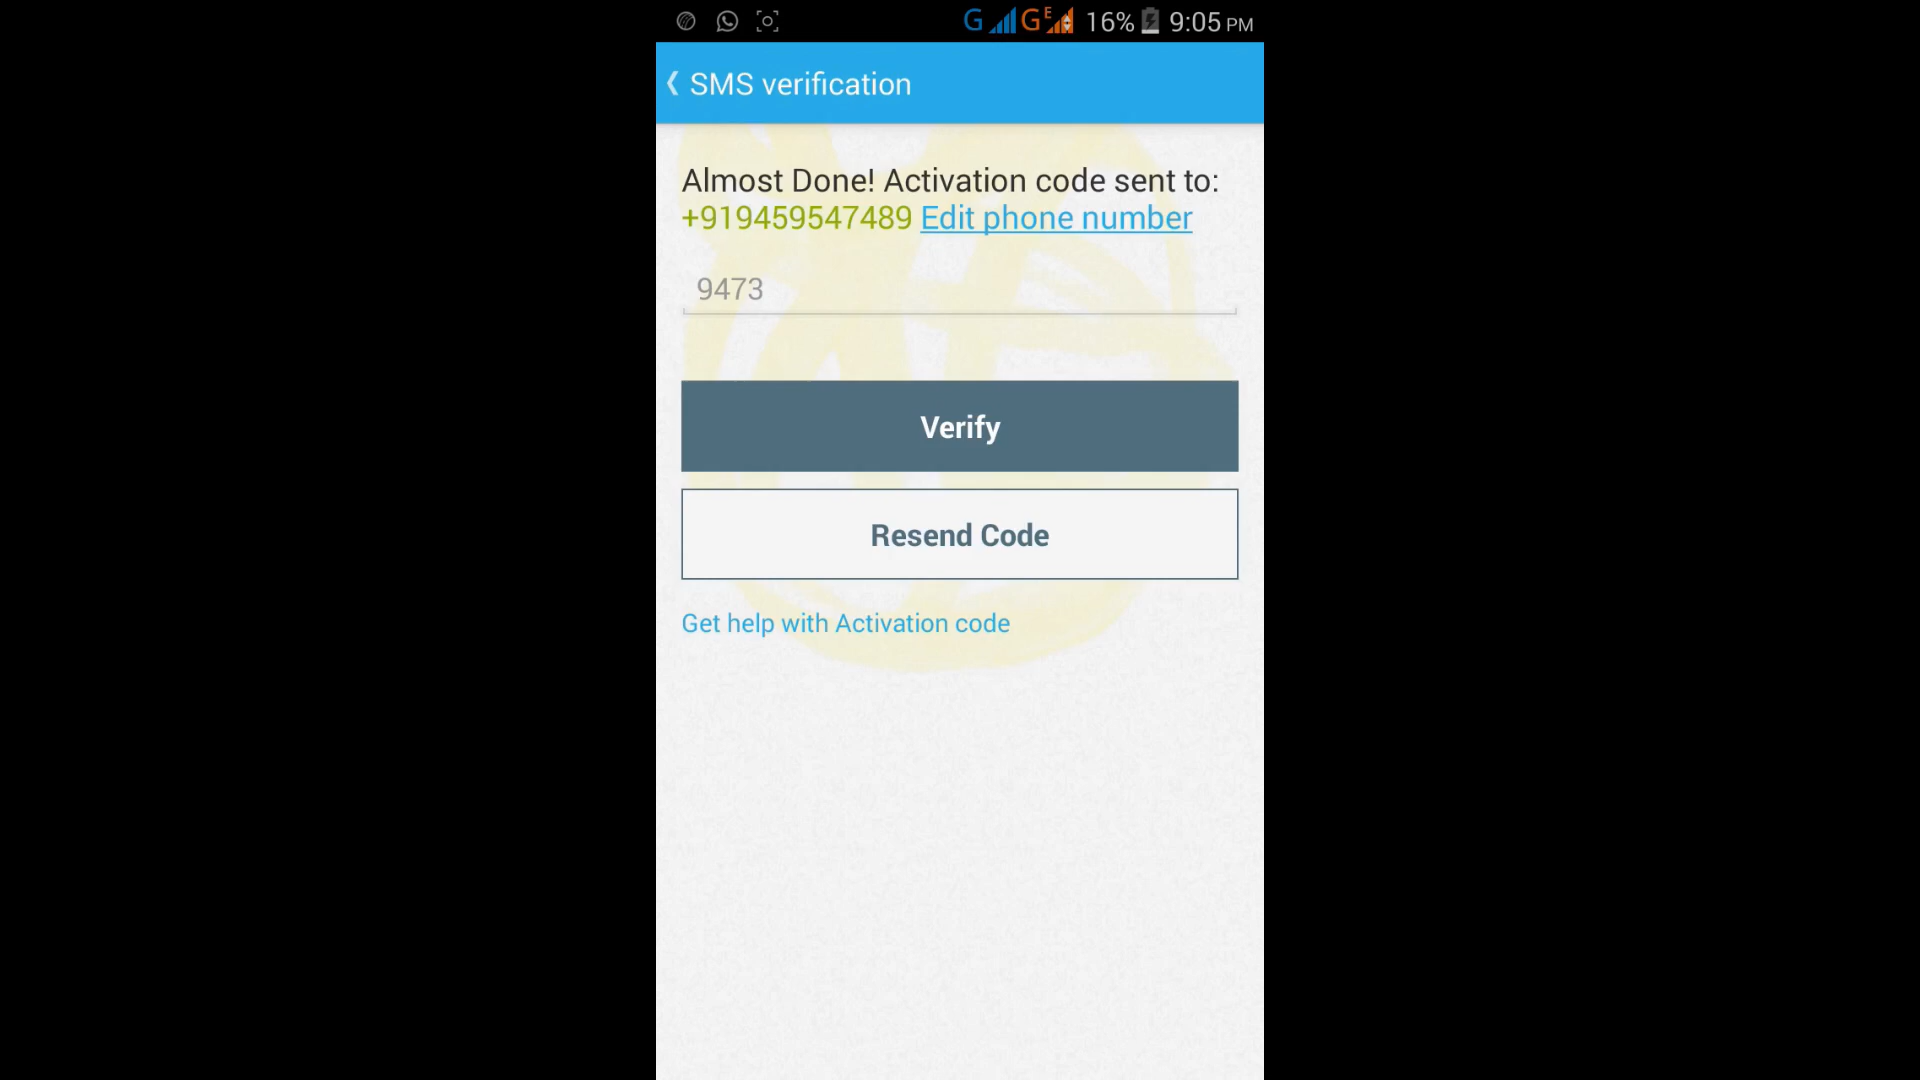 G G E 16% 9:05 PM
SMS verification
Almost Done! Activation code sent to:
+919459547489 Edit phone number
9473
Verify
Resend Code
Get help with Activation code